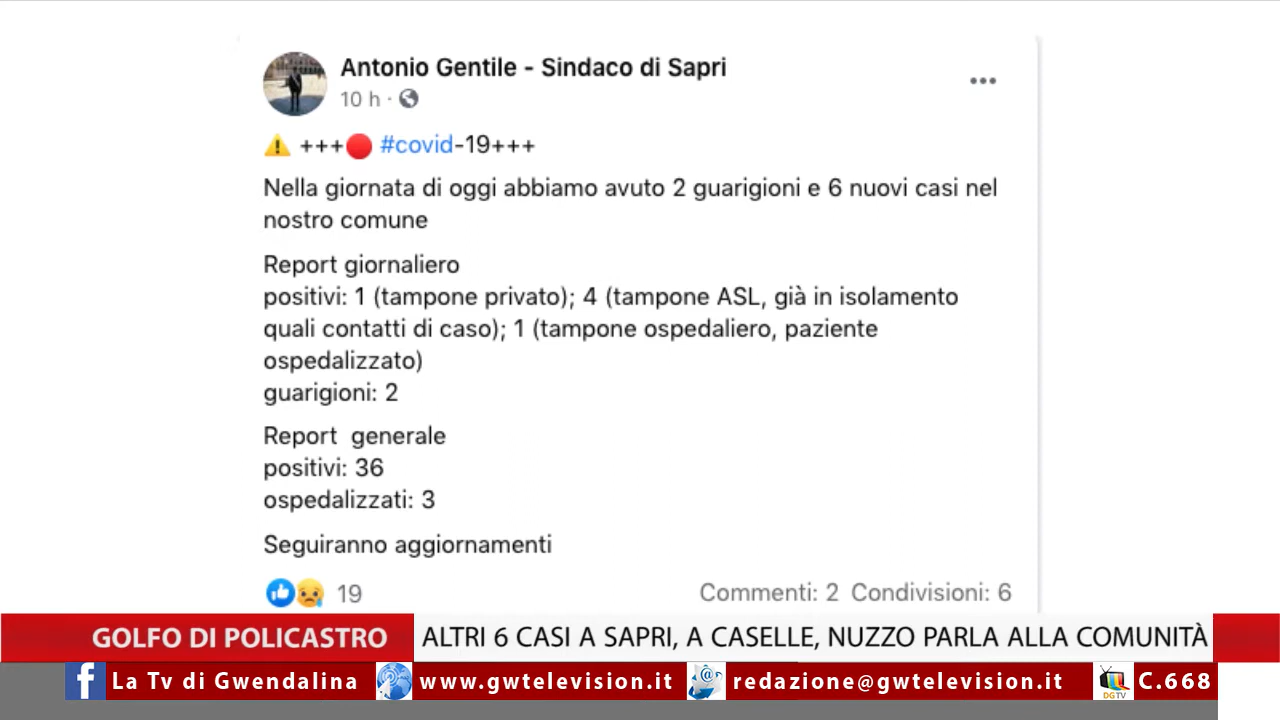 Antonio Gentile - Sindaco di Sapri
10 h ·
+++ #covid-19+++
Nella giornata di oggi abbiamo avuto 2 guarigioni e 6 nuovi casi nel
nostro comune
Report giornaliero
positivi: 1 (tampone privato); 4 (tampone ASL, già in isolamento
quali contatti di caso); 1 (tampone ospedaliero, paziente
ospedalizzato)
guarigioni: 2
Report generale
positivi: 36
ospedalizzati: 3
Seguiranno aggiornamenti
19 Commenti: 2 Condivisioni: 6
GOLFO DI POLICASTRO ALTRI 6 CASI A SAPRI, A CASELLE, NUZZO PARLA ALLA COMUNITÀ
La Tv di Gwendalina www.gwtelevision.it redazione@gwtelevision.it DGTV C.668